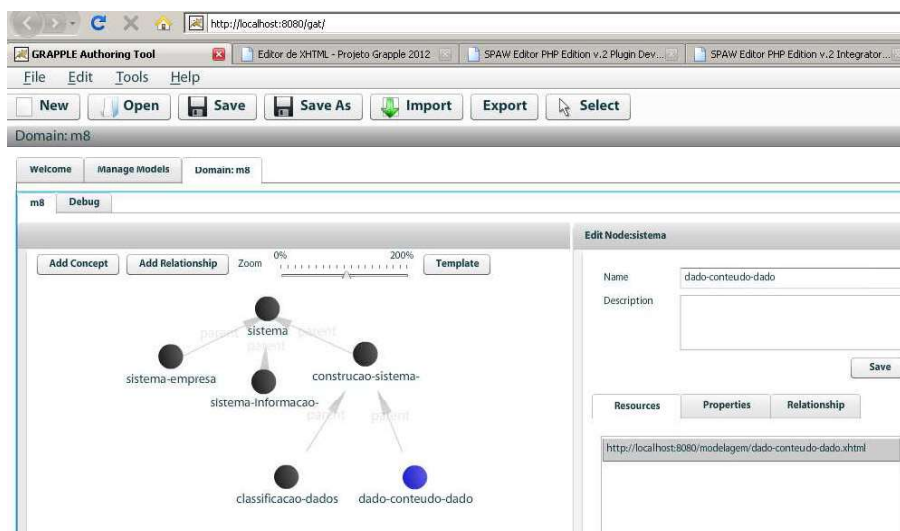 http://localhost:8080/gat/
GRAPPLE Authoring Tool
Editor de XHTML - Projeto Grapple 2012
SPAW Editor PHP Edition v.2 Plugin Dev...
SPAW Editor PHP Edition v.2 Integrator...
File Edit Tools Help
New Open Save Save As Import Export Select
Domain: m8
Welcome Manage Models Domain: m8
m8 Debug
Edit Node:sistema
Add Concept Add Relationship Zoom 0% 200% Template
Name dado-conteudo-dado
Description
parent sistema parent
parent
sistema-empresa
construcao-sistema-
sistema-Informacao-
Save
parent parent
Resources Properties Relationship
http://localhost:8080/modelagem/dado-conteudo-dado.xhtml
classificacao-dados dado-conteudo-dado